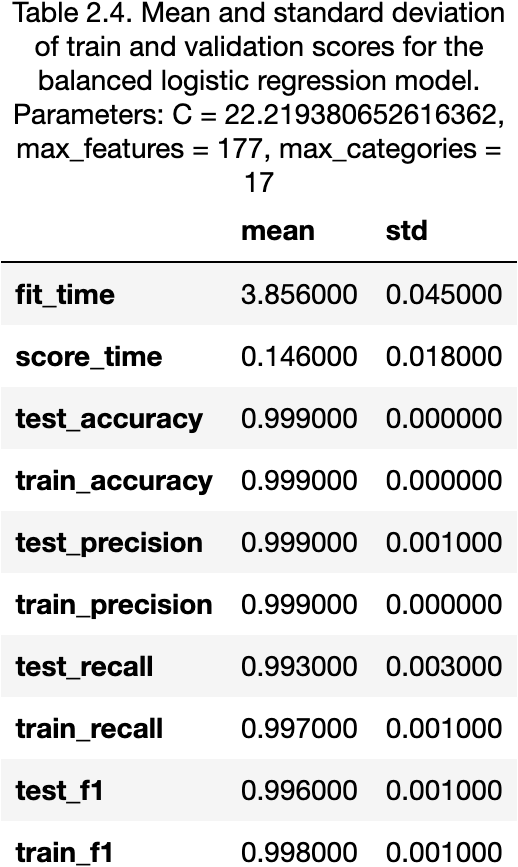 Table 2.4. Mean and standard deviation
of train and validation scores for the
balanced logistic regression model.
Parameters: C = 22.219380652616362,
max_features = 177, max_categories =
17
mean std
fit_time 3.856000 0.045000
score_time 0.146000 0.018000
test_accuracy 0.999000 0.000000
train_accuracy 0.999000 0.000000
test_precision 0.999000 0.001000
train_precision 0.999000 0.000000
test_recall 0.993000 0.003000
train_recall 0.997000 0.001000
test_f1 0.996000 0.001000
train_f1 0.998000 0.001000